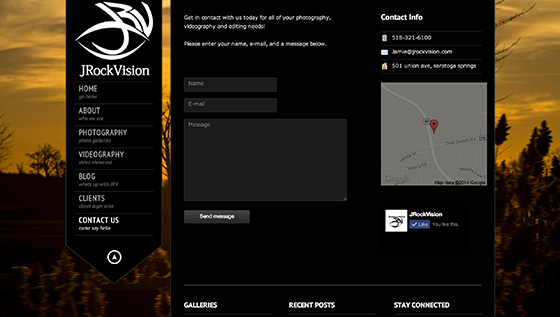 JRockVision
HOME
go home
ABOUT
who we are
PHOTOGRAPHY
photo galleries
VIDEOGRAPHY
video showcase
BLOG
whats up with JRV
CLIENTS
client login area
CONTACT US
come say hello
Get in contact with us today for all of your photography,
videography and editing needs!
Please enter your name, e-mail, and a message below.
Name
E-mail
Message
Send message
Contact Info
518-321-6100
Jamie@jrockvision.com
501 union ave, saratoga springs
Google
Map data ©2014 Google
JRockVision
Like You like this.
GALLERIES
RECENT POSTS
STAY CONNECTED